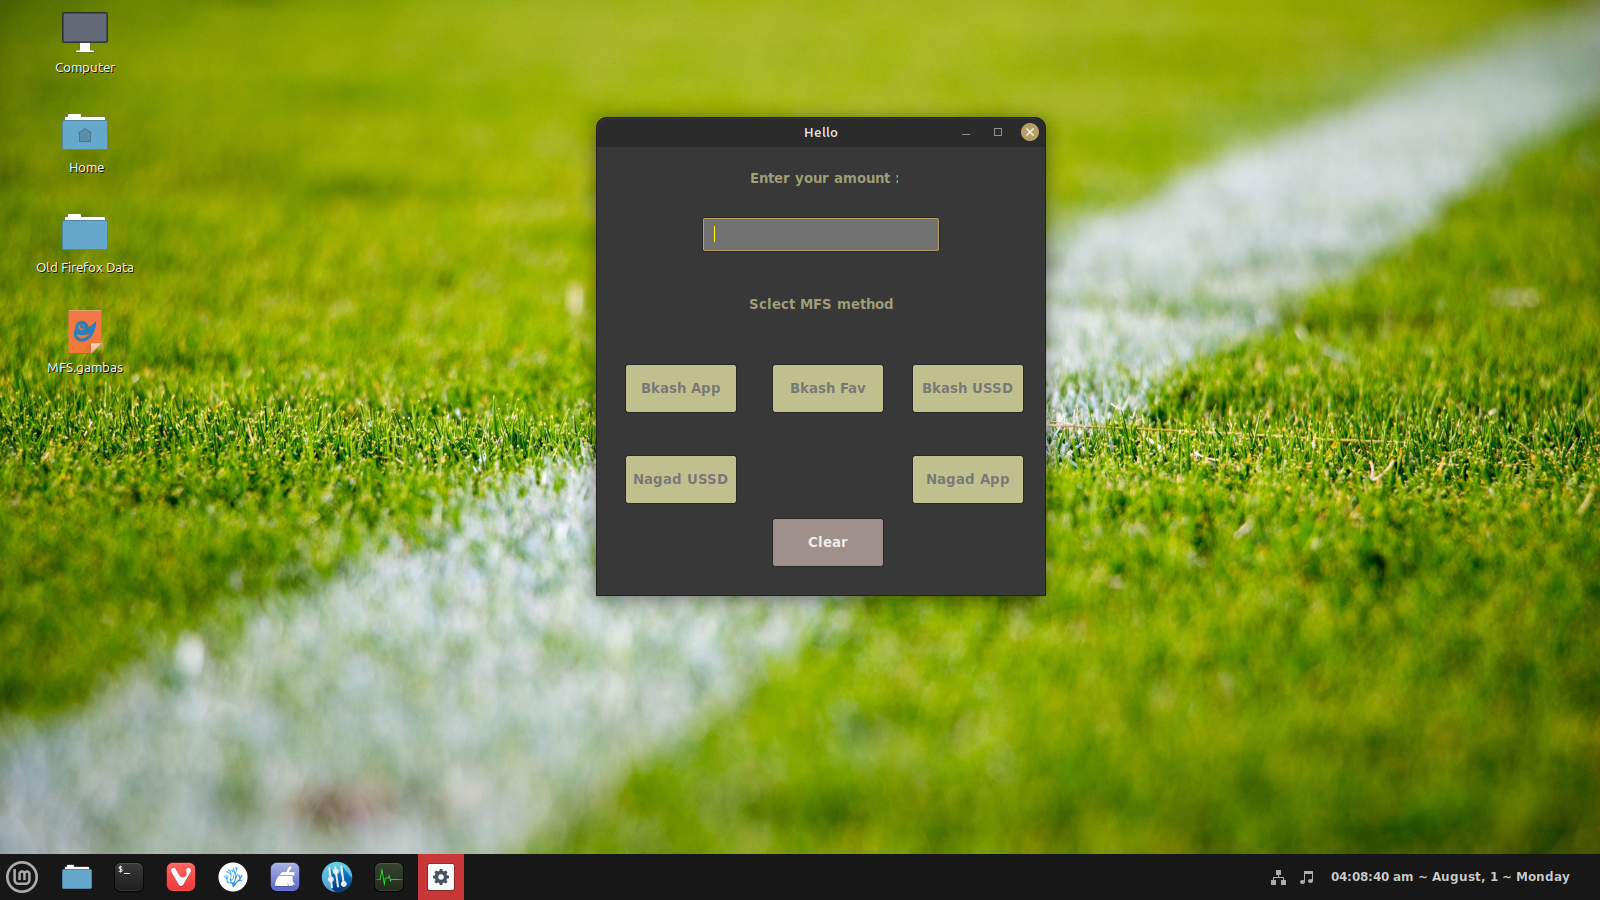 Computer
Home
Old Firefox Data
MFS.gambas
Hello
Enter your amount :
Sclect MFS method
Bkash App
Bkash Fav
Bkash USSD
Nagad USSD
Nagad App
Clear
$_
04:08:40 am ~ August, 1 ~ Monday